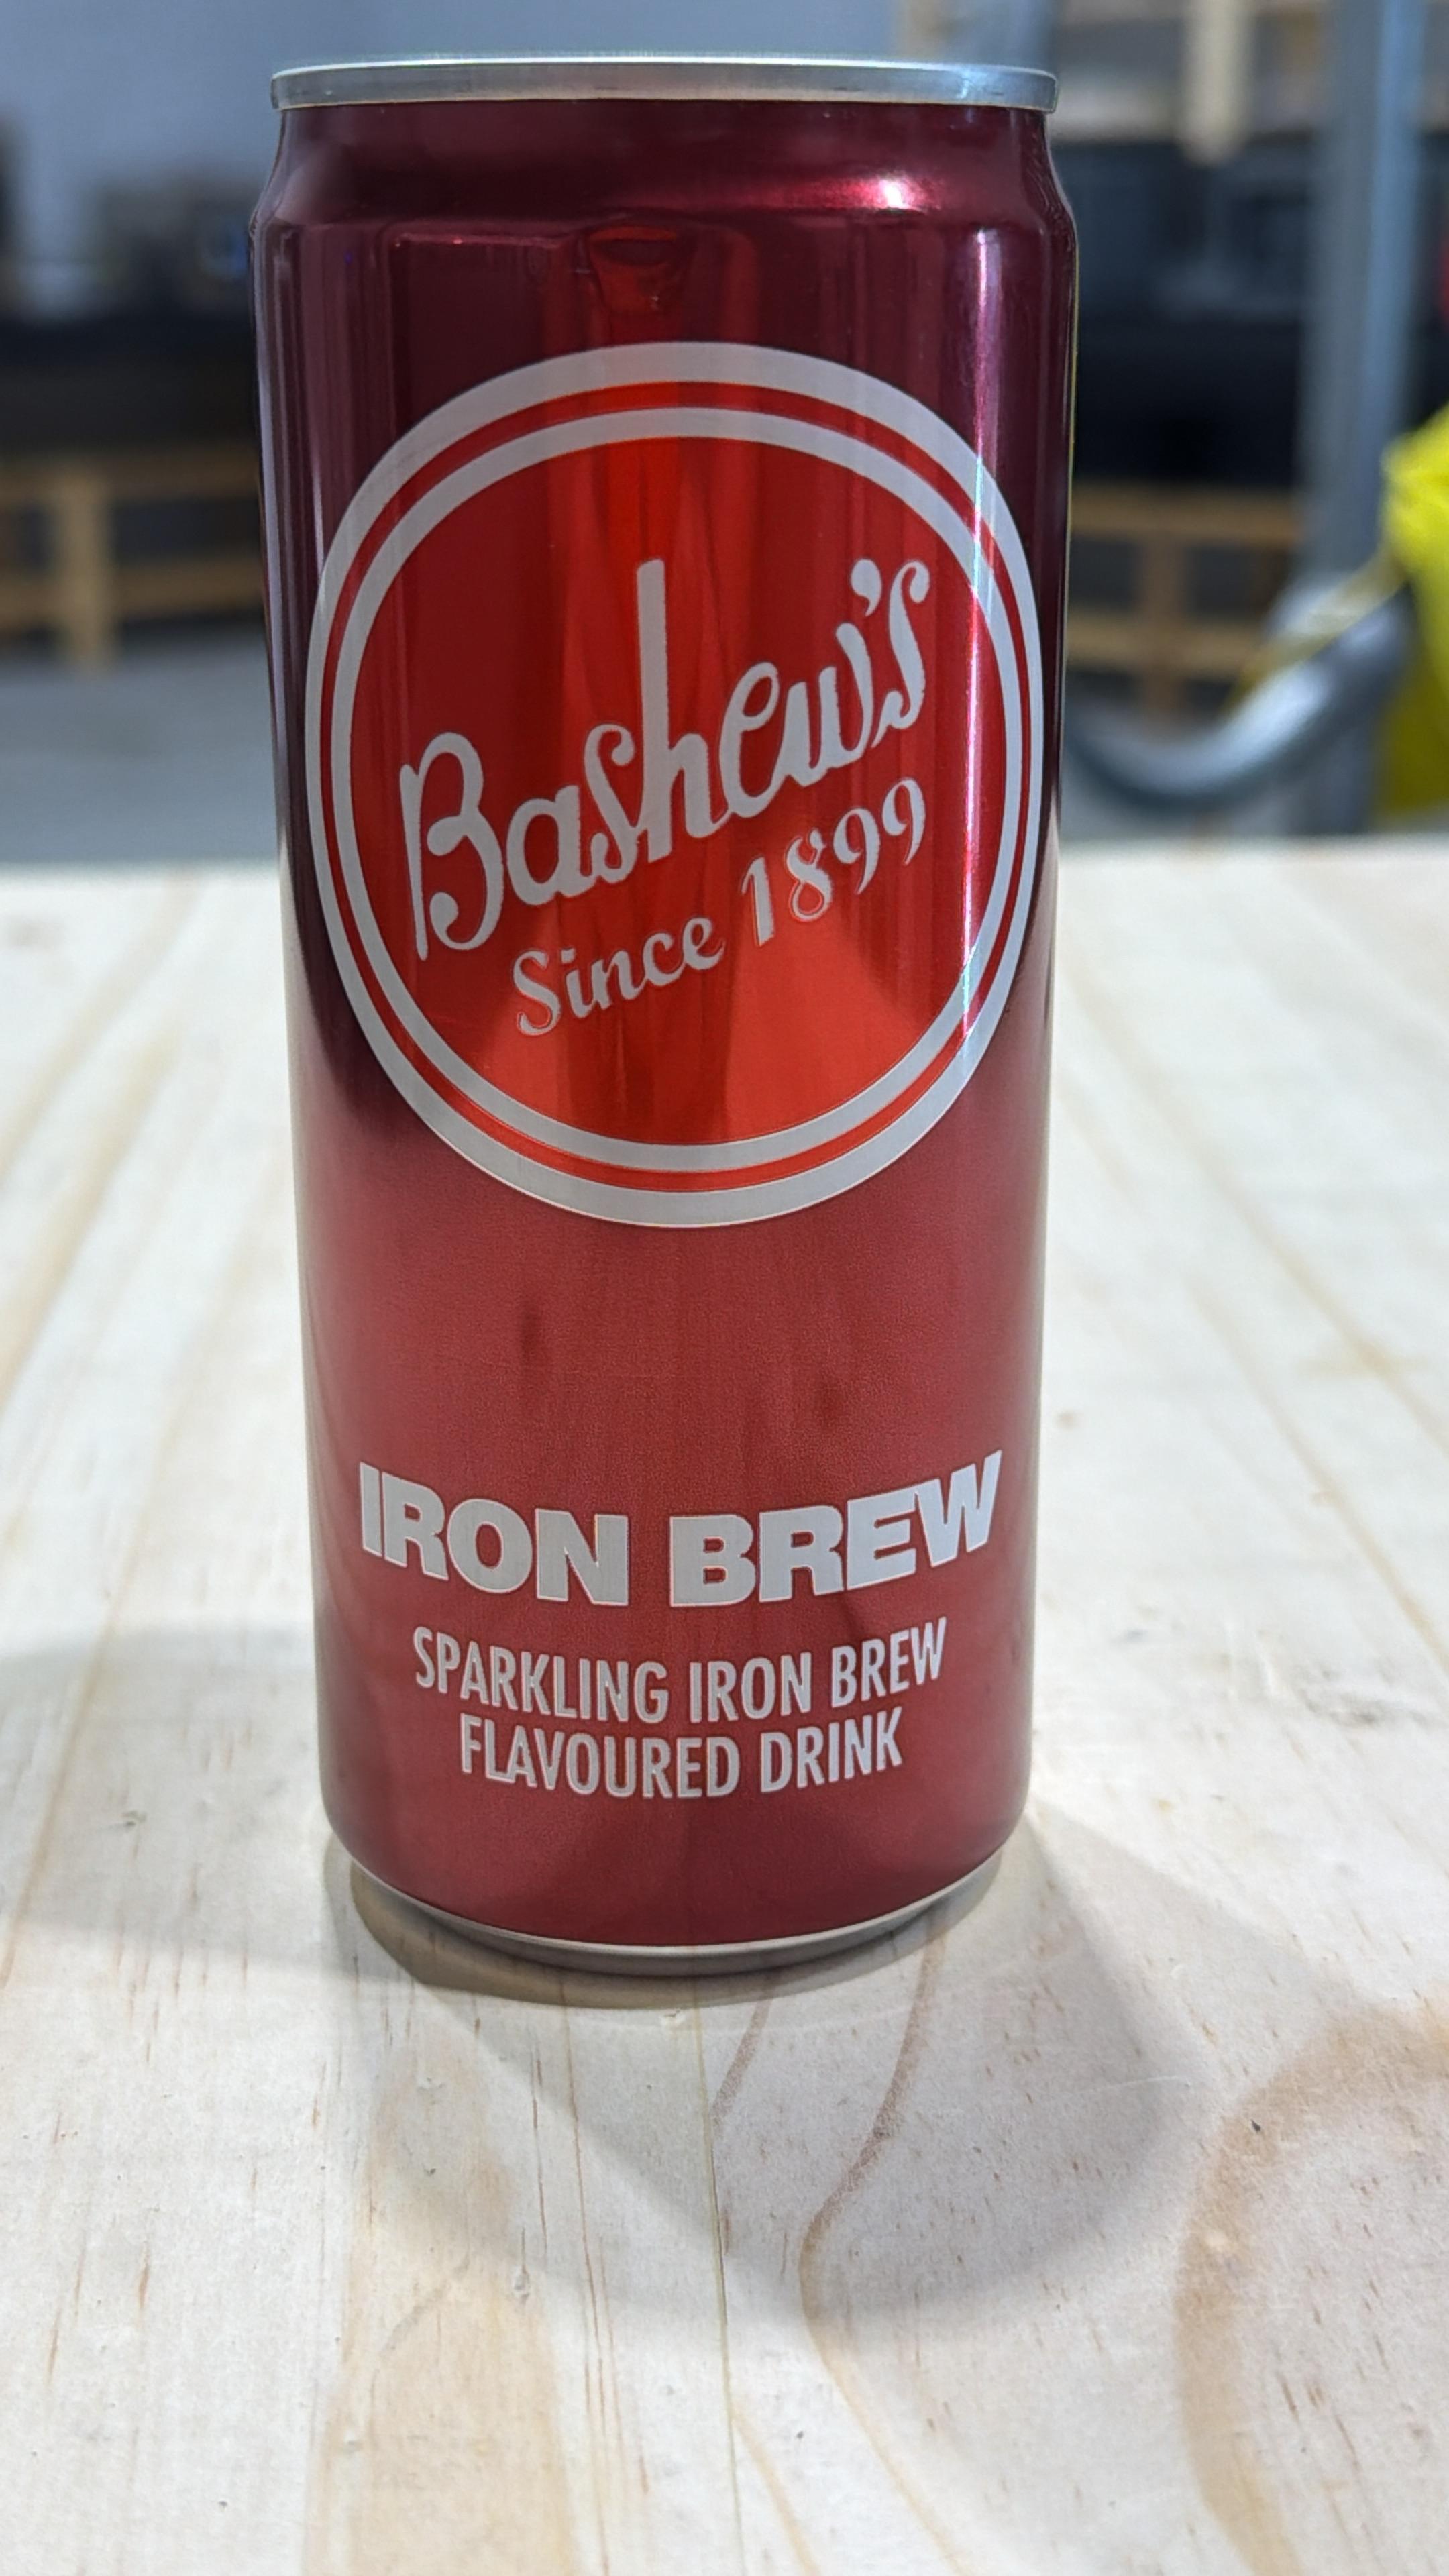 Bashew's
Since 1899
IRON BREW
SPARKLING IRON BREW
FLAVOURED DRINK